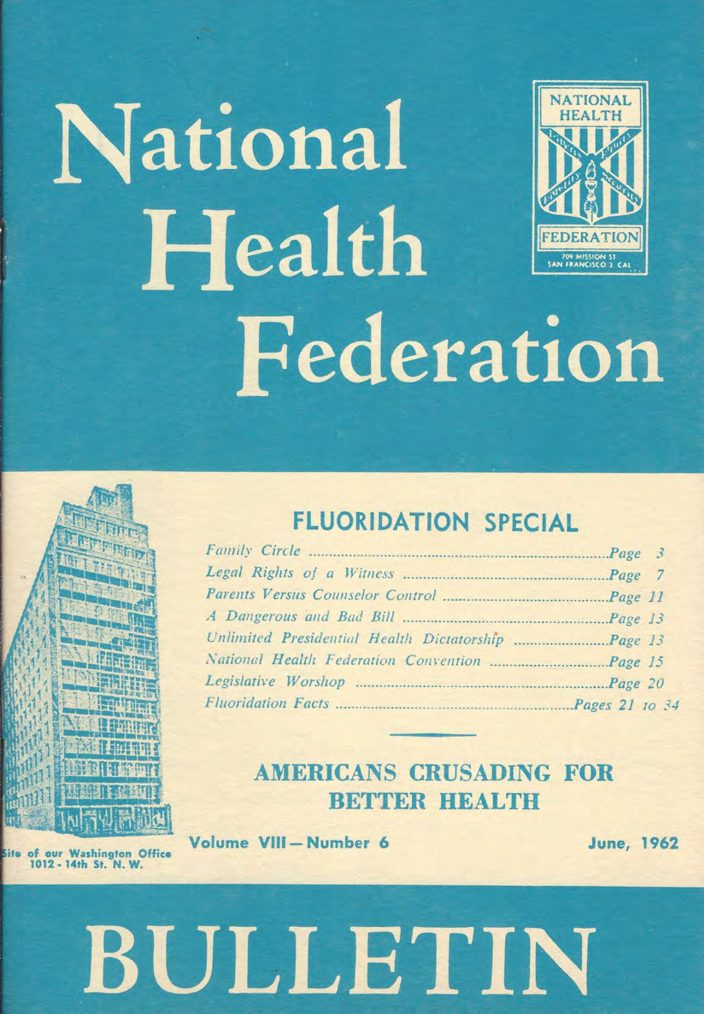 National
Health
Federation
NATIONAL
HEALTH
FEDERATION
709 MISSION ST
SAN FRANCISCO 3, CAL
FLUORIDATION SPECIAL
Family Circle ........ Page 3
Legal Rights of a Witness ........ Page 7
Parents Versus Counselor Control ........ Page 11
A Dangerous and Bad Bill ........ Page 13
Unlimited Presidential Health Dictatorship ........ Page 13
National Health Federation Convention ........ Page 15
Legislative Worshop ........ Page 20
Fluoridation Facts ........ Pages 21 to 34
AMERICANS CRUSADING FOR
BETTER HEALTH
Volume VIII — Number 6 June, 1962
Site of our Washington Office
1012 - 14th St. N. W.
BULLETIN